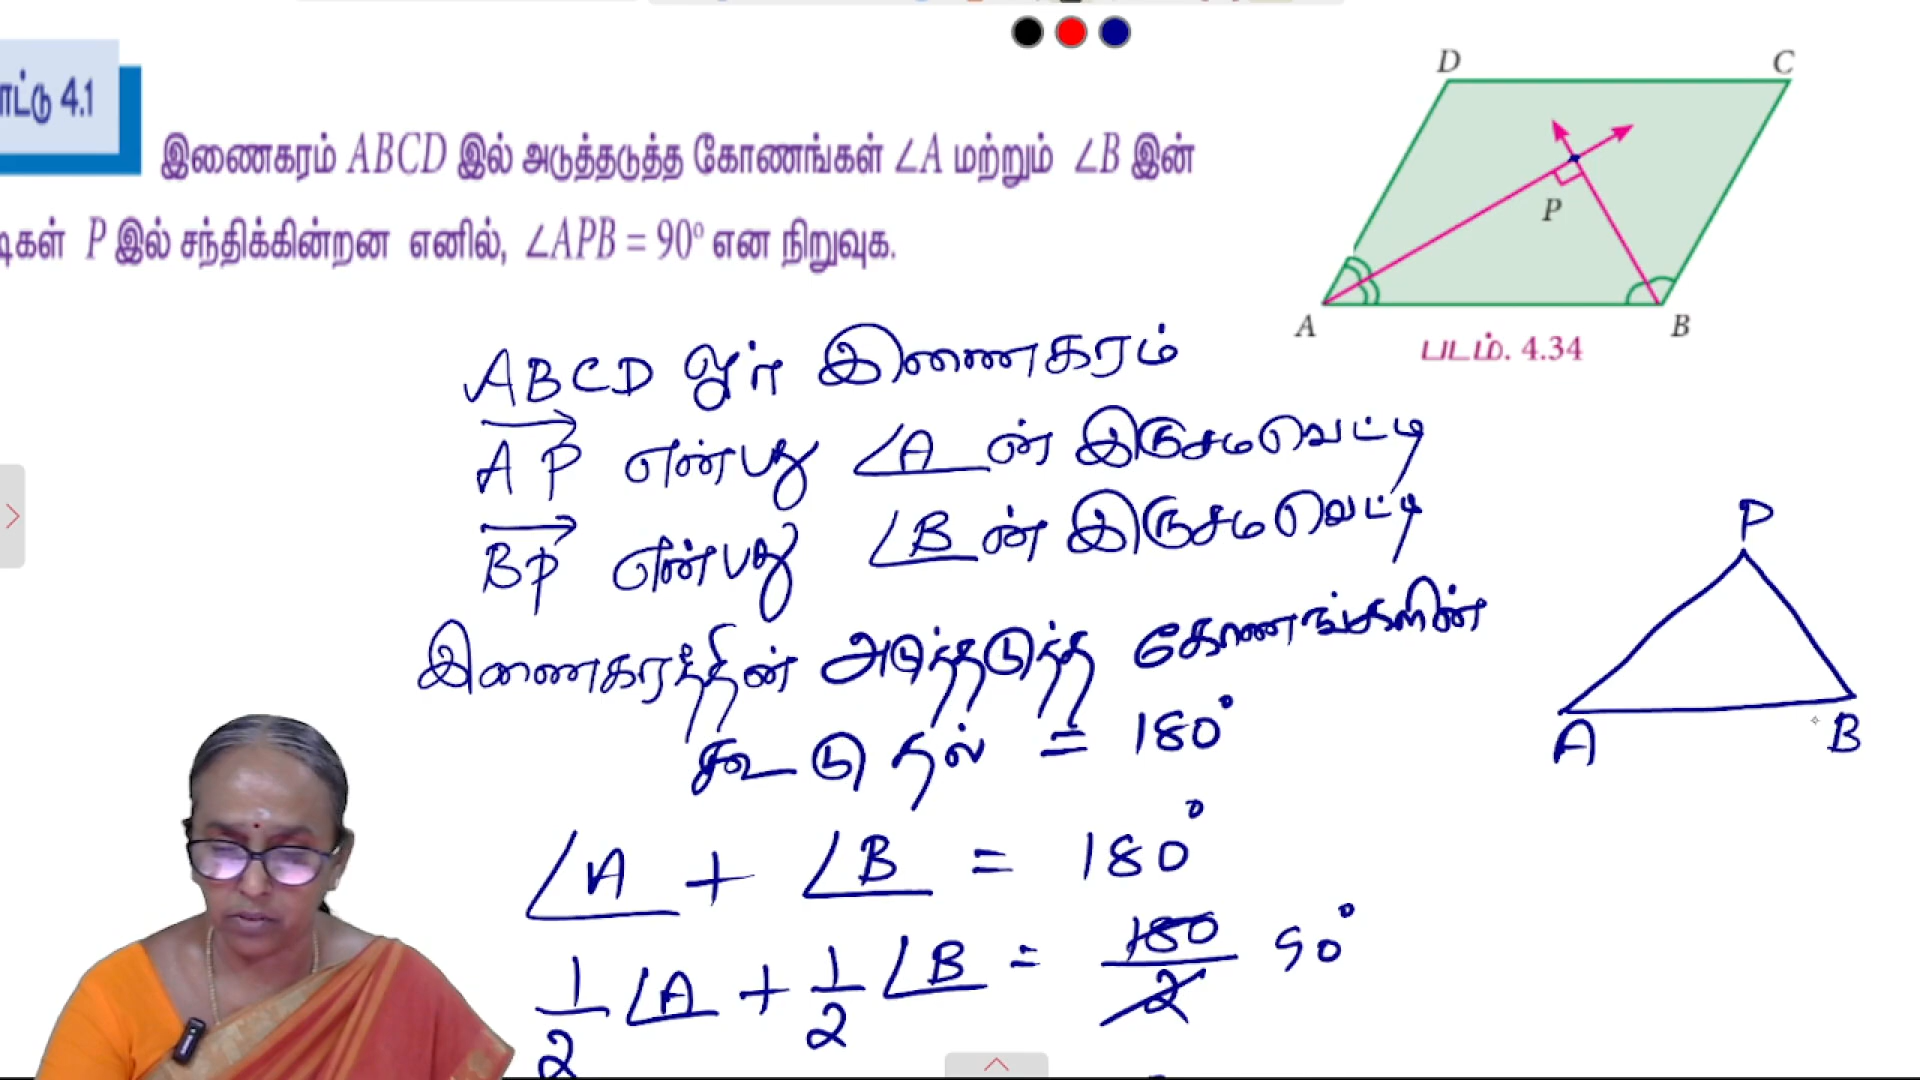 4.1
D C
இணைகரம் ABCD இல் அடுத்தடுத்த கோணங்கள் ∠A மற்றும் ∠B இன்
P இல் சந்திக்கின்றன எனில், ∠APB = 90° என நிறுவுக.
P
A B
படம். 4.34
ABCD ஓர் இணைகரம்
AP என்பது ∠A ன் இருசமவெட்டி
BP என்பது ∠B ன் இருசமவெட்டி
P
இணைகரத்தின் அடுத்தடுத்த கோணங்களின்
கூடுதல் = 180°
A B
∠A + ∠B = 180°
1/2 ∠A + 1/2 ∠B = 180/2 90°